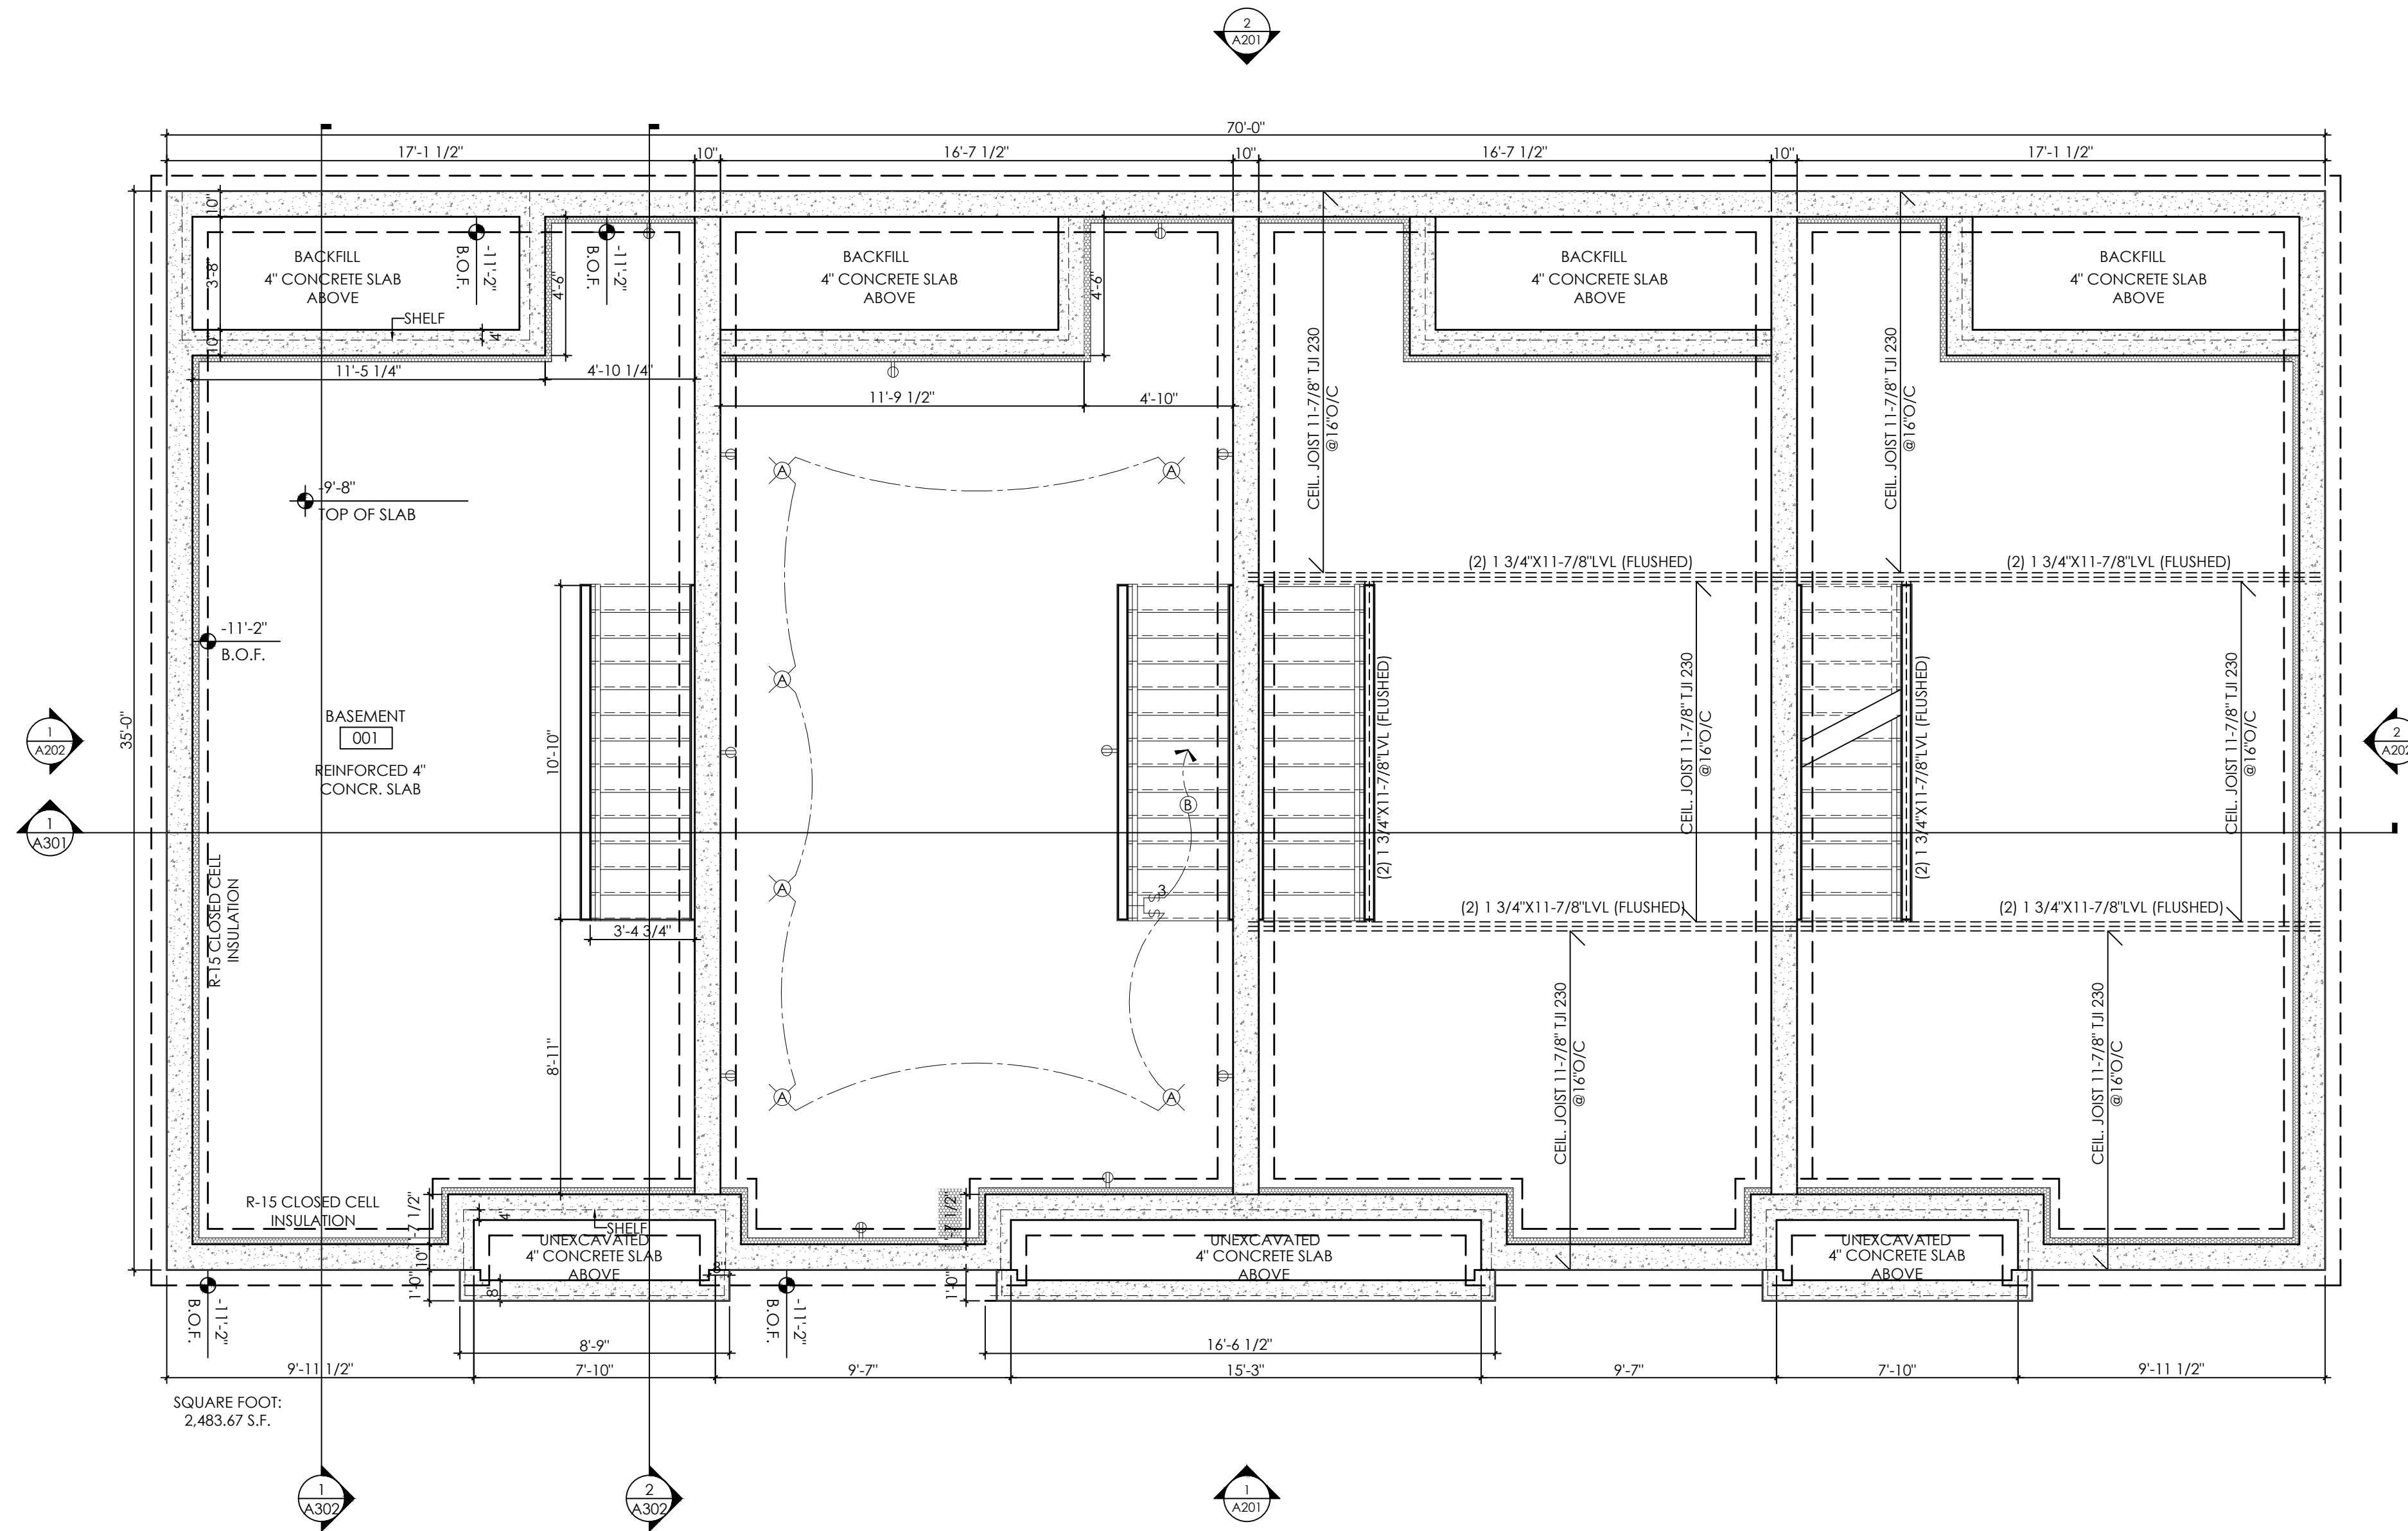 2
A201
70'-0"
17'-1 1/2"
10"
16'-7 1/2"
10"
16'-7 1/2"
10"
17'-1 1/2"
10"
3'-8"
10"
BACKFILL
4" CONCRETE SLAB
ABOVE
SHELF
4"
-11'-2"
B.O.F.
-11'-2"
B.O.F.
4'-6"
BACKFILL
4" CONCRETE SLAB
ABOVE
4'-6"
BACKFILL
4" CONCRETE SLAB
ABOVE
BACKFILL
4" CONCRETE SLAB
ABOVE
11'-5 1/4"
4'-10 1/4"
11'-9 1/2"
4'-10"
CEIL. JOIST 11-7/8" TJI 230
@16"O/C
CEIL. JOIST 11-7/8" TJI 230
@16"O/C
A
A
-9'-8"
TOP OF SLAB
(2) 1 3/4"X11-7/8"LVL (FLUSHED)
(2) 1 3/4"X11-7/8"LVL (FLUSHED)
-11'-2"
B.O.F.
A
35'-0"
1
A202
BASEMENT
001
REINFORCED 4"
CONCR. SLAB
10'-10"
(2) 1 3/4"X11-7/8"LVL (FLUSHED)
CEIL. JOIST 11-7/8" TJI 230
@16"O/C
(2) 1 3/4"X11-7/8"LVL (FLUSHED)
CEIL. JOIST 11-7/8" TJI 230
@16"O/C
2
A202
B
1
A301
R-15 CLOSED CELL
INSULATION
A
3
S
S
(2) 1 3/4"X11-7/8"LVL (FLUSHED)
(2) 1 3/4"X11-7/8"LVL (FLUSHED)
3'-4 3/4"
8'-11"
CEIL. JOIST 11-7/8" TJI 230
@16"O/C
CEIL. JOIST 11-7/8" TJI 230
@16"O/C
A
A
R-15 CLOSED CELL
INSULATION
10"
1'-0"
4"
SHELF
UNEXCAVATED
4" CONCRETE SLAB
ABOVE
8"
8"
1'-0"
UNEXCAVATED
4" CONCRETE SLAB
ABOVE
UNEXCAVATED
4" CONCRETE SLAB
ABOVE
-11'-2"
B.O.F.
-11'-2"
B.O.F.
8'-9"
16'-6 1/2"
9'-11 1/2"
7'-10"
9'-7"
15'-3"
9'-7"
7'-10"
9'-11 1/2"
SQUARE FOOT:
2,483.67 S.F.
1
A302
2
A302
1
A201